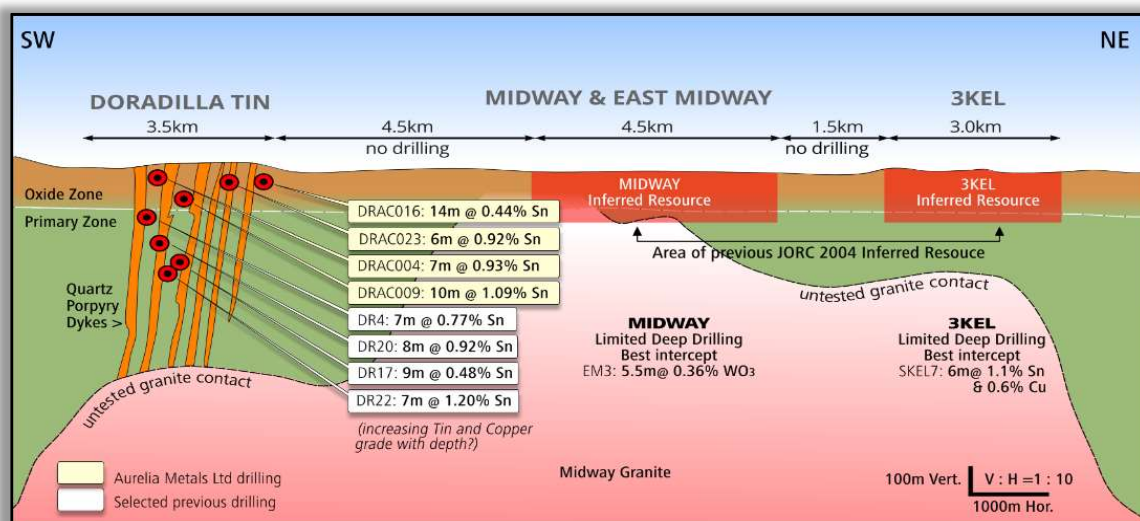 SW
NE
DORADILLA TIN
MIDWAY & EAST MIDWAY
3KEL
3.5km
4.5km
no drilling
4.5km
1.5km
no drilling
3.0km
Oxide Zone
Primary Zone
MIDWAY
Inferred Resource
3KEL
Inferred Resource
Area of previous JORC 2004 Inferred Resouce
DRAC016: 14m @ 0.44% Sn
DRAC023: 6m @ 0.92% Sn
DRAC004: 7m @ 0.93% Sn
DRAC009: 10m @ 1.09% Sn
DR4: 7m @ 0.77% Sn
DR20: 8m @ 0.92% Sn
DR17: 9m @ 0.48% Sn
DR22: 7m @ 1.20% Sn
(increasing Tin and Copper
grade with depth?)
Quartz
Porpyry
Dykes >
untested granite contact
untested granite contact
MIDWAY
Limited Deep Drilling
Best intercept
EM3: 5.5m@ 0.36% WO3
3KEL
Limited Deep Drilling
Best intercept
SKEL7: 6m@ 1.1% Sn
& 0.6% Cu
Midway Granite
Aurelia Metals Ltd drilling
Selected previous drilling
100m Vert.
V : H =1 : 10
1000m Hor.